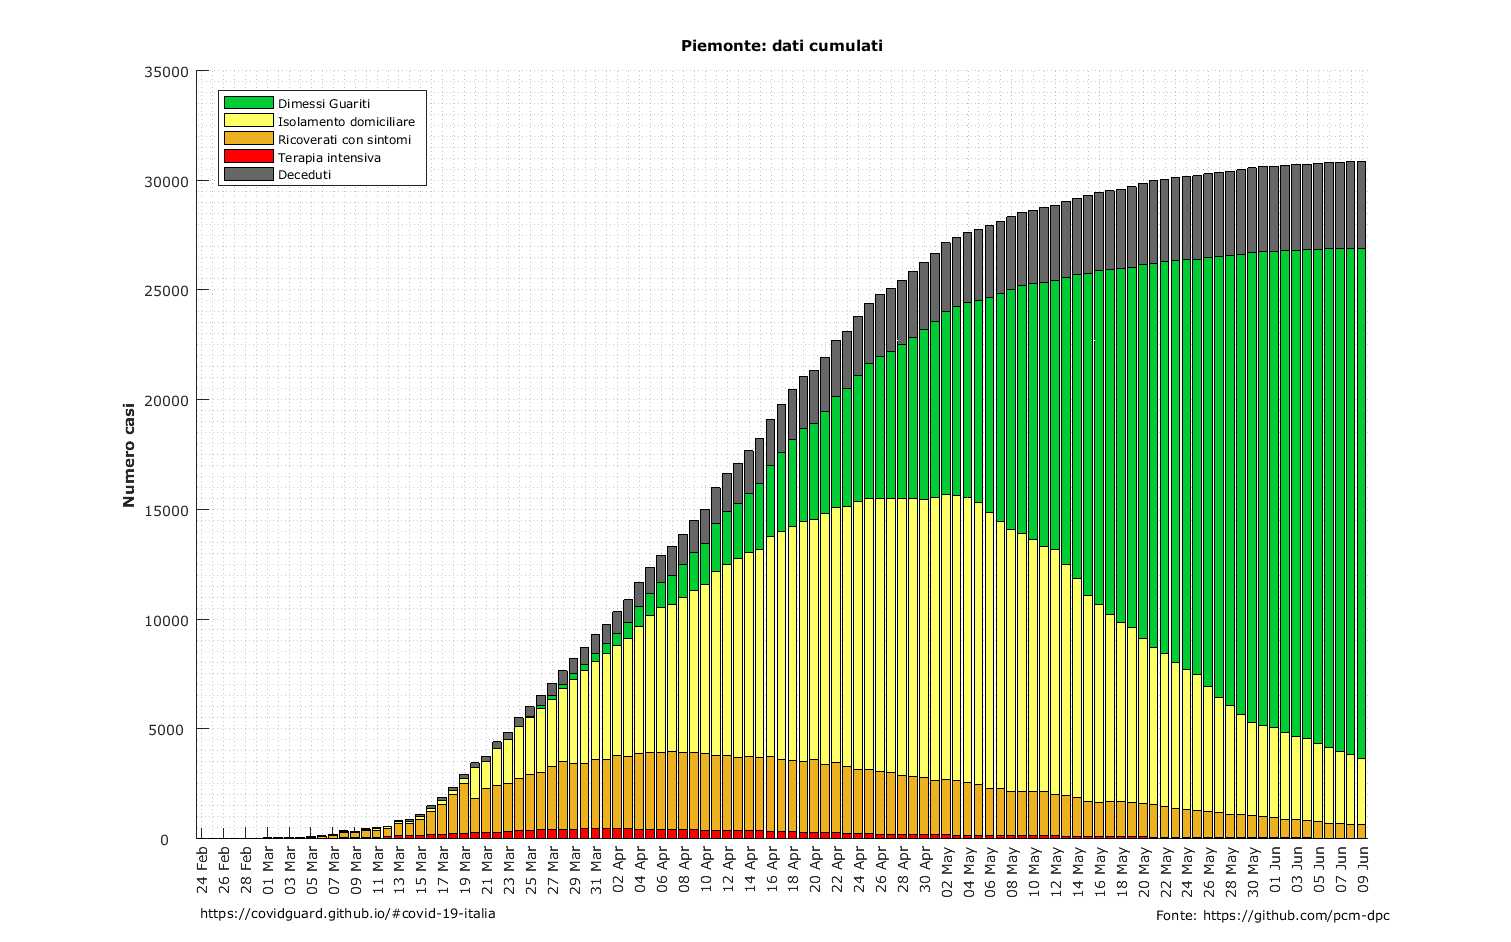 Piemonte: dati cumulati
35000
30000
25000
20000
15000
10000
5000
0
Numero casi
Dimessi Guariti
Isolamento domiciliare
Ricoverati con sintomi
Terapia intensiva
Deceduti
24 Feb
26 Feb
28 Feb
01 Mar
03 Mar
05 Mar
07 Mar
09 Mar
11 Mar
13 Mar
15 Mar
17 Mar
19 Mar
21 Mar
23 Mar
25 Mar
27 Mar
29 Mar
31 Mar
02 Apr
04 Apr
06 Apr
08 Apr
10 Apr
12 Apr
14 Apr
16 Apr
18 Apr
20 Apr
22 Apr
24 Apr
26 Apr
28 Apr
30 Apr
02 May
04 May
06 May
08 May
10 May
12 May
14 May
16 May
18 May
20 May
22 May
24 May
26 May
28 May
30 May
01 Jun
03 Jun
05 Jun
07 Jun
09 Jun
https://covidguard.github.io/#covid-19-italia
Fonte: https://github.com/pcm-dpc